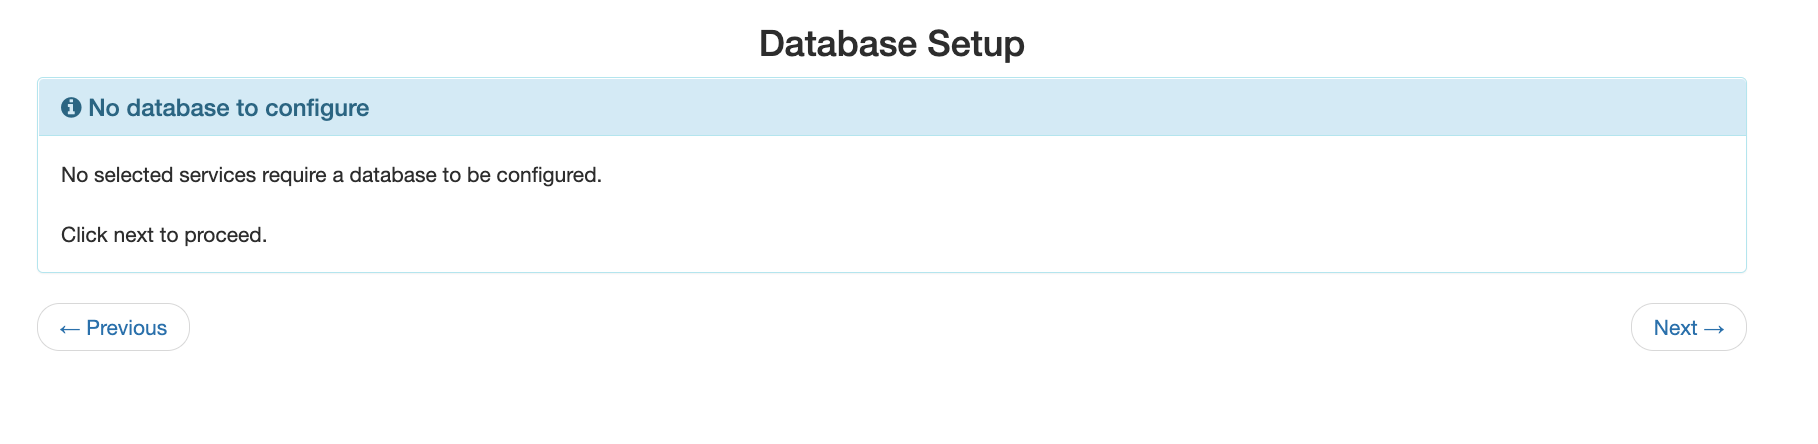 Database Setup
No database to configure
No selected services require a database to be configured.
Click next to proceed.
← Previous
Next →